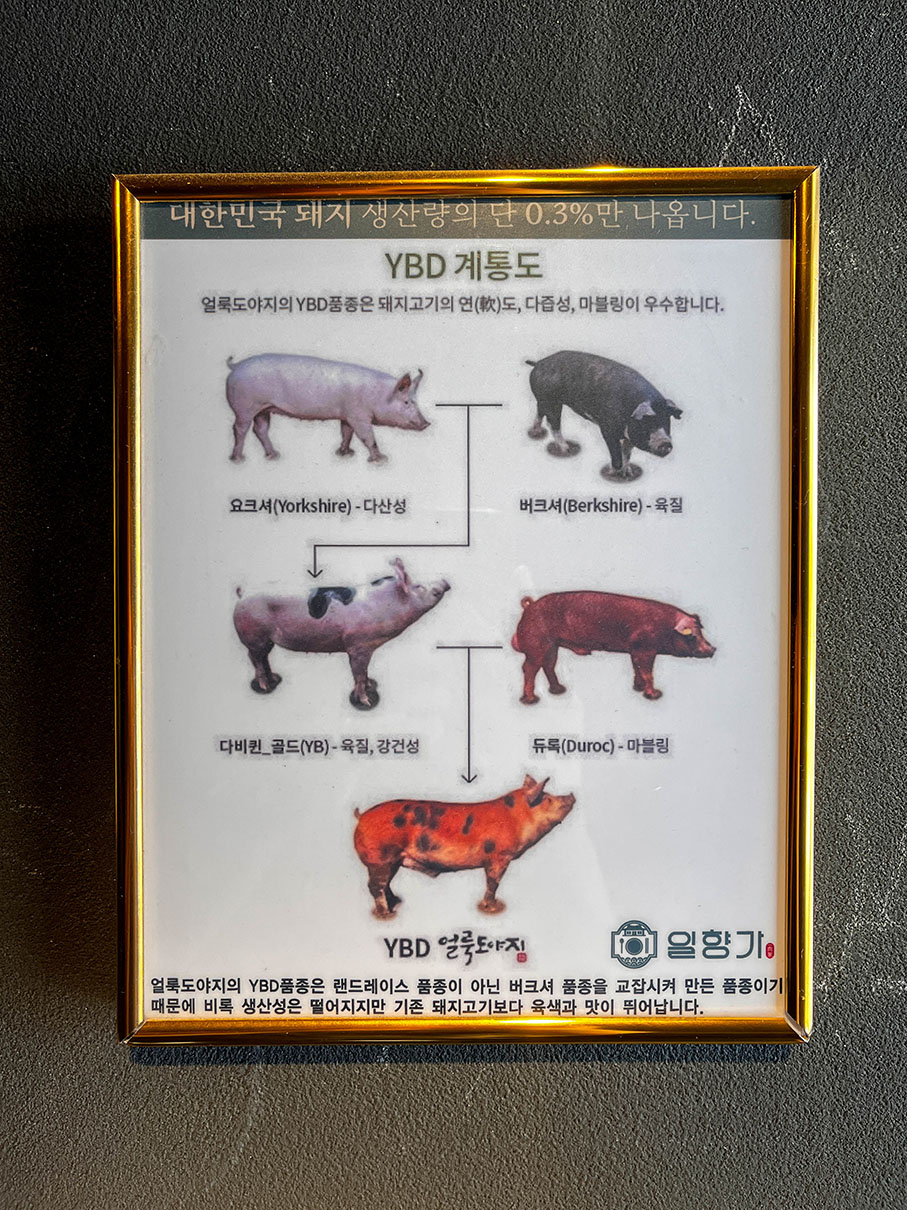 대한민국 돼지 생산량의 단 0.3%만 나옵니다.
YBD 계통도
얼룩도야지의 YBD품종은 돼지고기의 연(軟)도, 다즙성, 마블링이 우수합니다.
요크셔(Yorkshire) - 다산성
버크셔(Berkshire) - 육질
다비퀸_골드(YB) - 육질, 강건성
듀록(Duroc) - 마블링
YBD 얼룩도야지
일향가
얼룩도야지의 YBD품종은 랜드레이스 품종이 아닌 버크셔 품종을 교잡시켜 만든 품종이기
때문에 비록 생산성은 떨어지지만 기존 돼지고기보다 육색과 맛이 뛰어납니다.